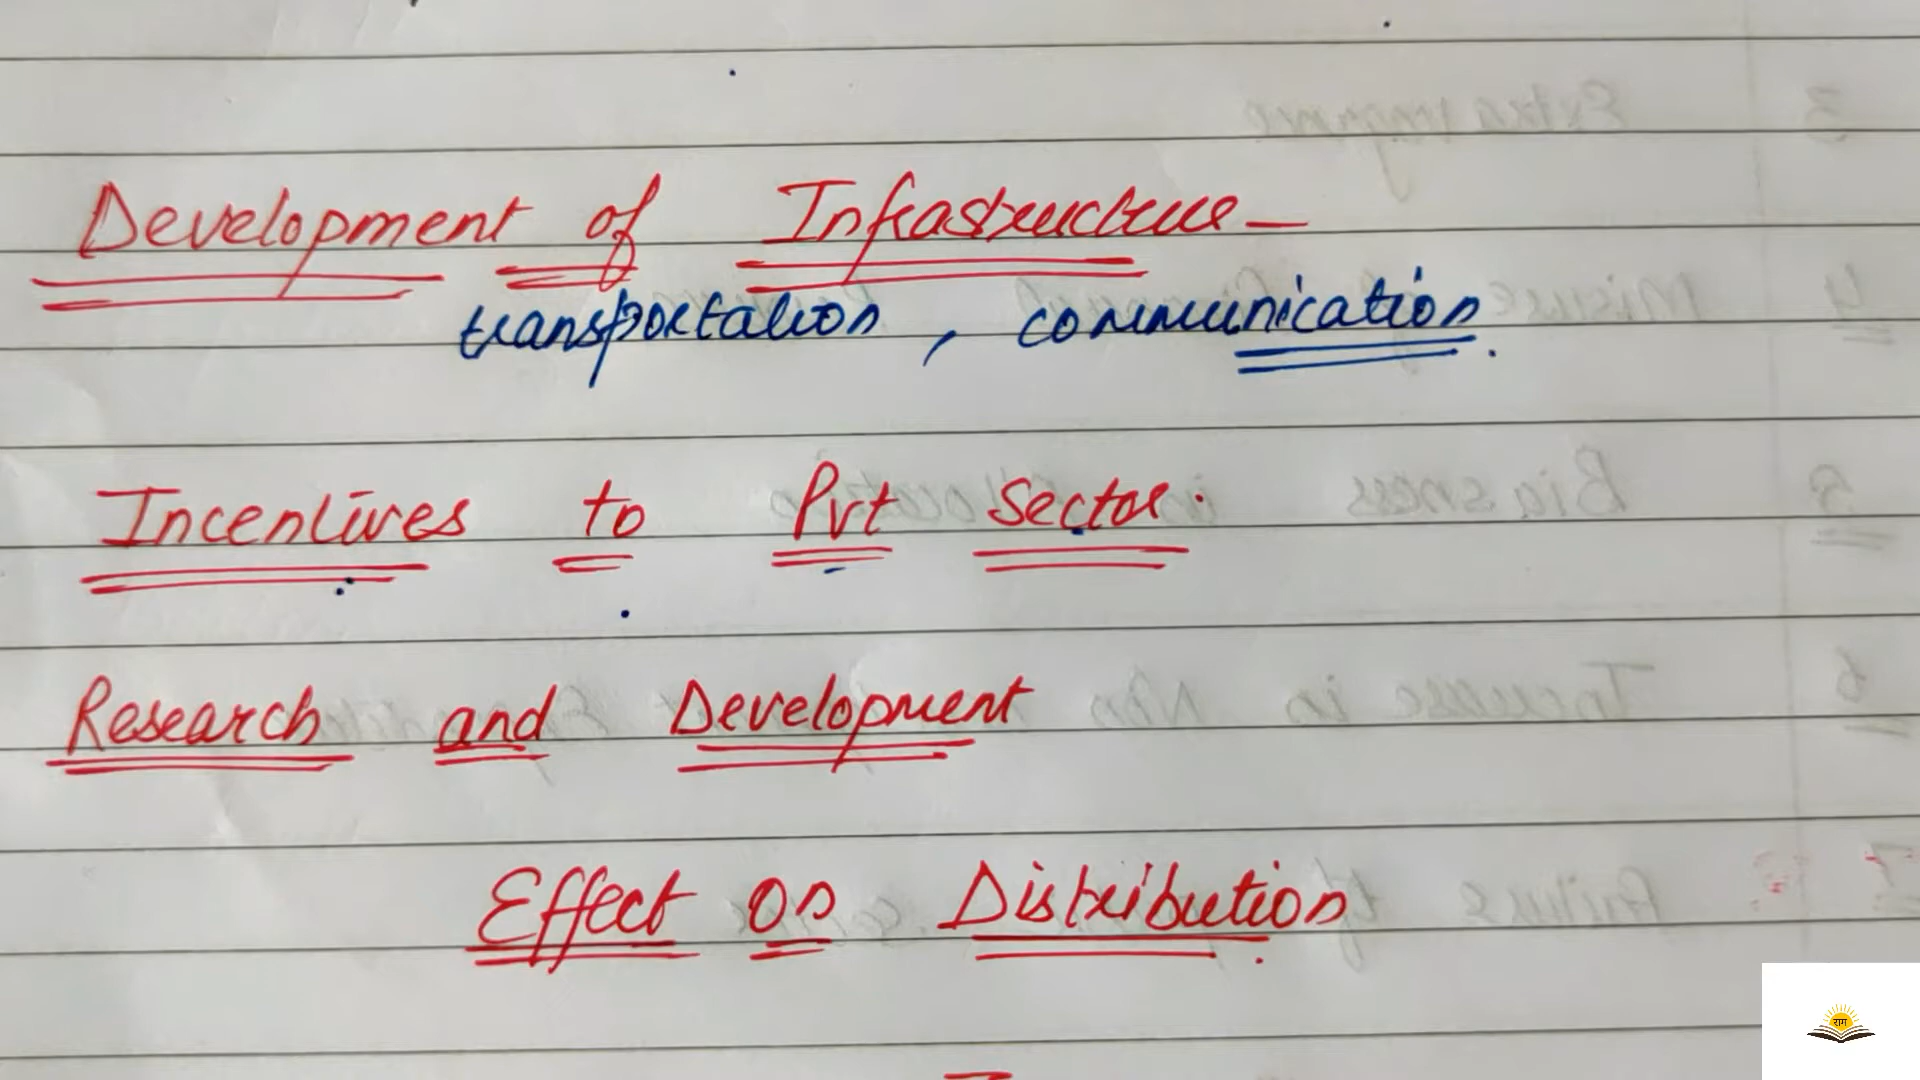 Development of Infrastructure –
transportation, communication.
Incentives to Pvt Sector.
Research and Development
Effect on Distribution
राग